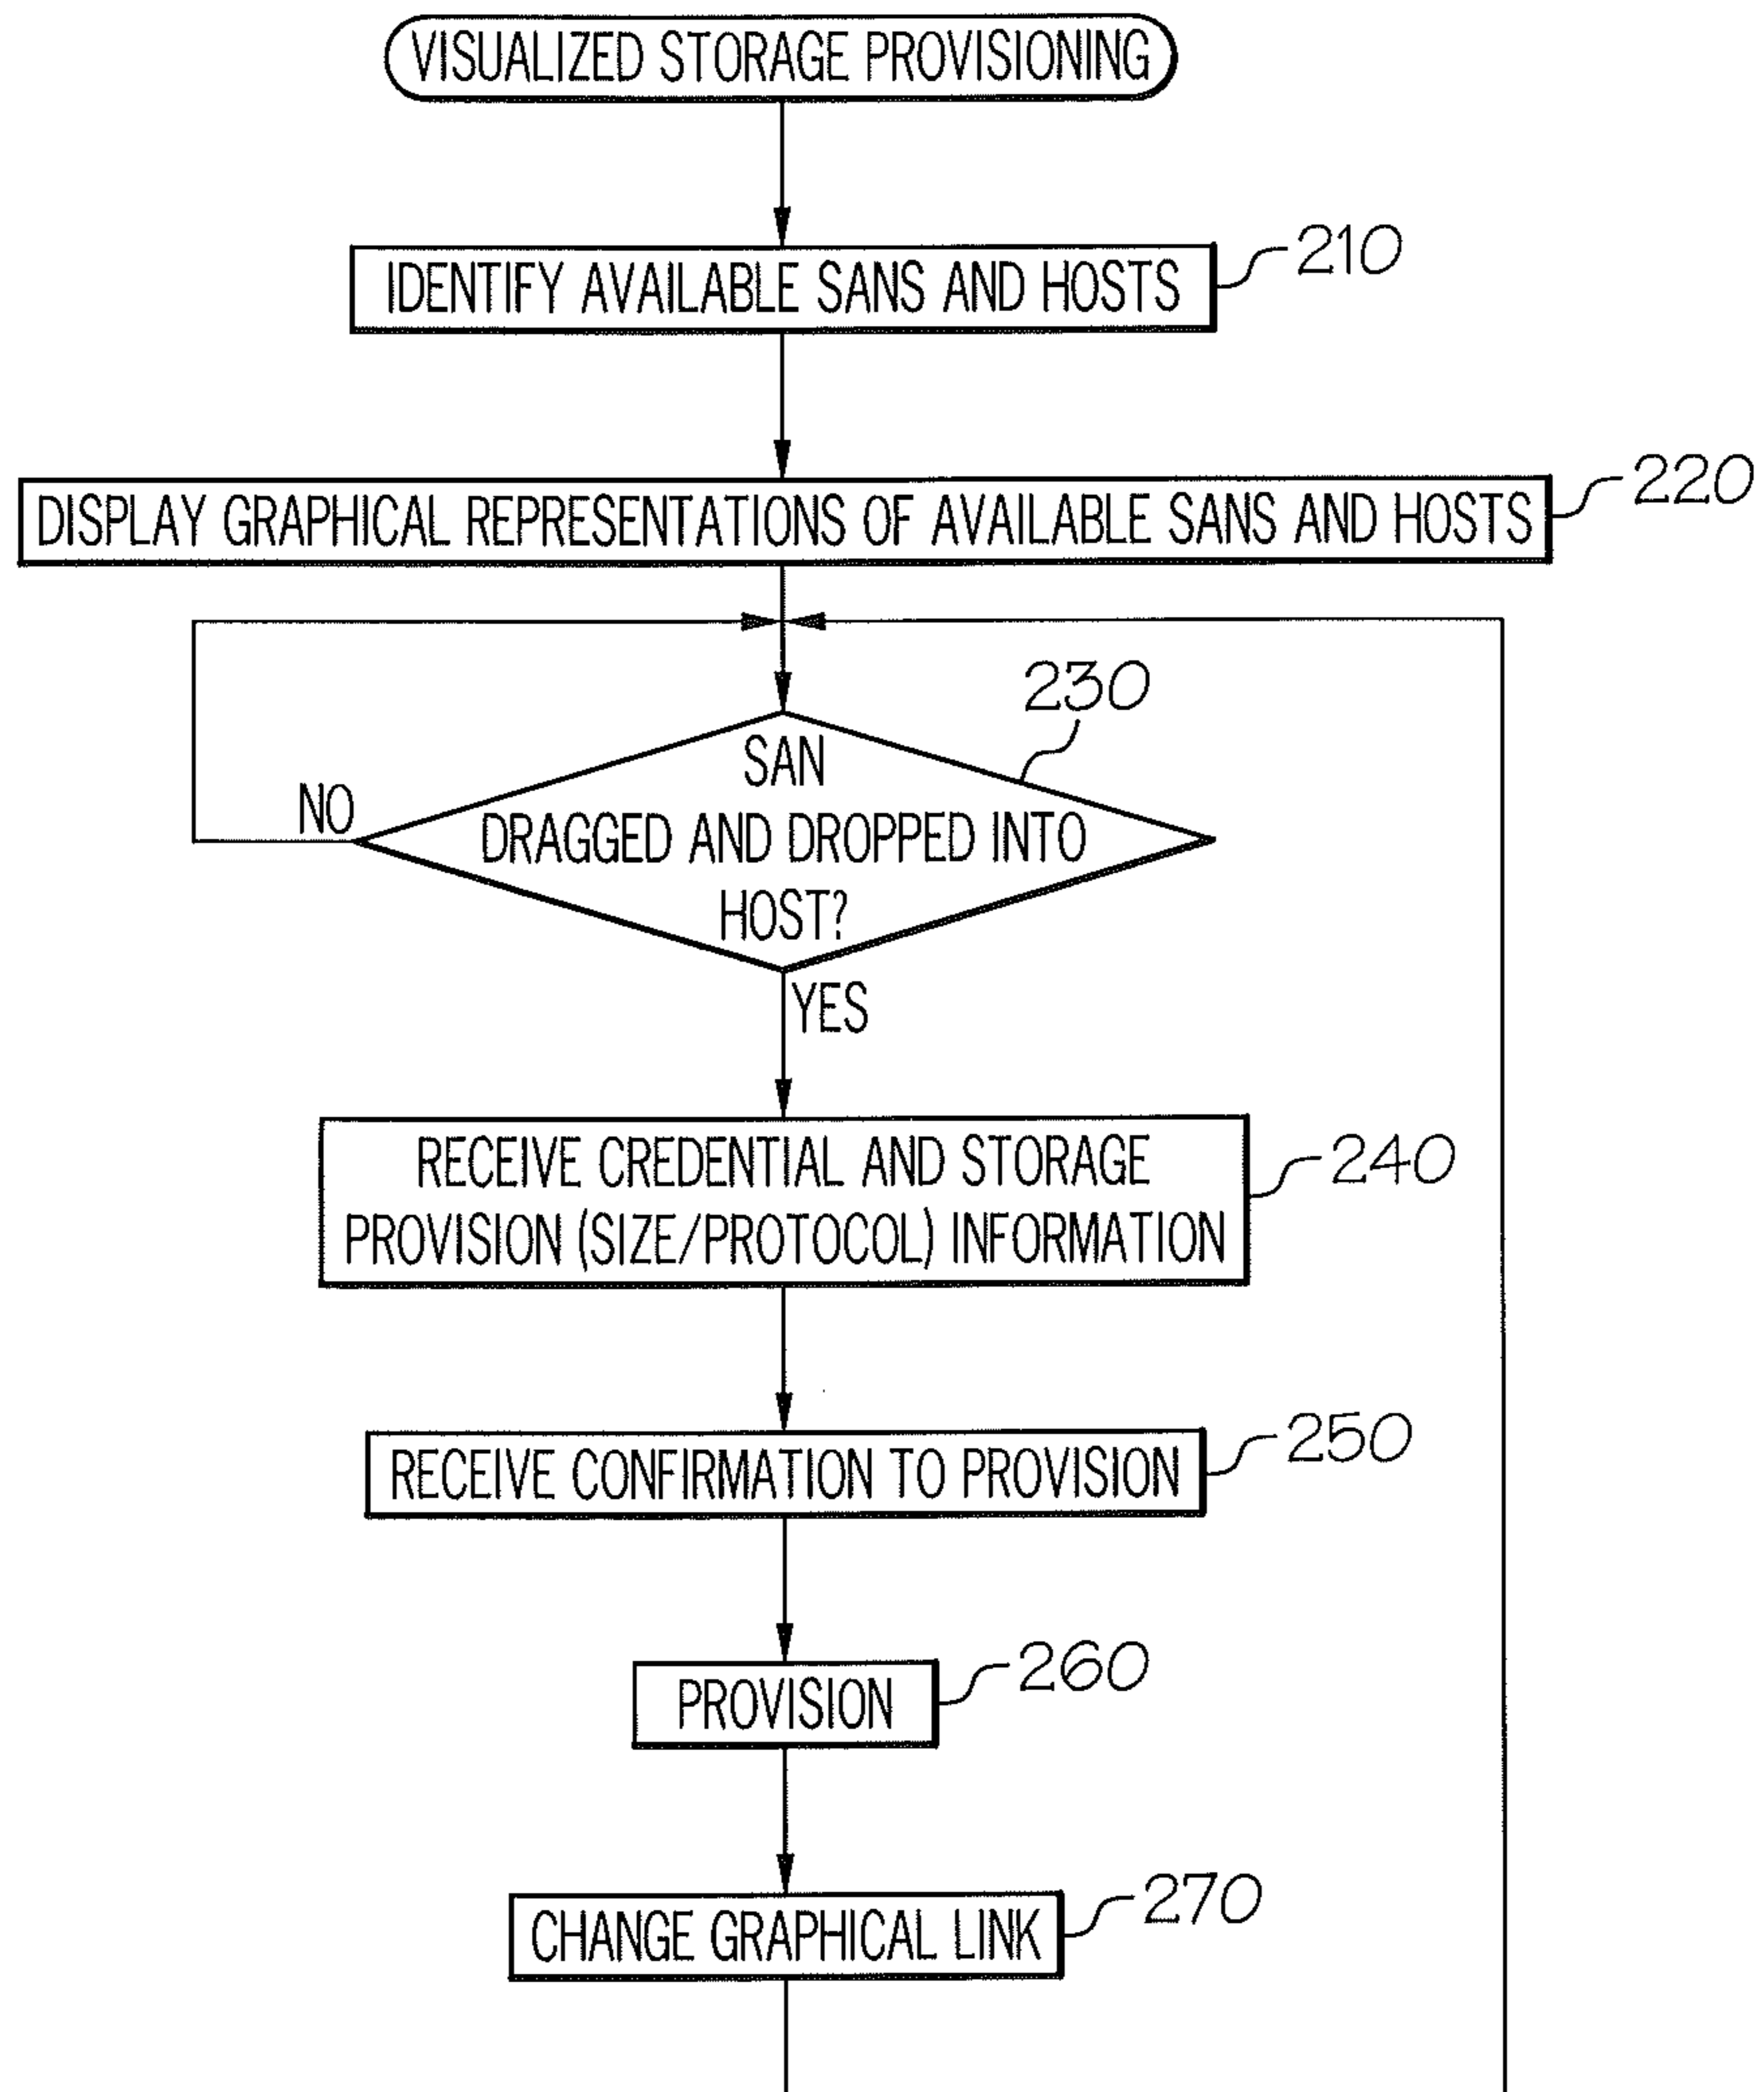 VISUALIZED STORAGE PROVISIONING
IDENTIFY AVAILABLE SANS AND HOSTS
210
DISPLAY GRAPHICAL REPRESENTATIONS OF AVAILABLE SANS AND HOSTS
220
230
SAN
DRAGGED AND DROPPED INTO
HOST?
NO
YES
RECEIVE CREDENTIAL AND STORAGE
PROVISION (SIZE/PROTOCOL) INFORMATION
240
RECEIVE CONFIRMATION TO PROVISION
250
PROVISION
260
CHANGE GRAPHICAL LINK
270